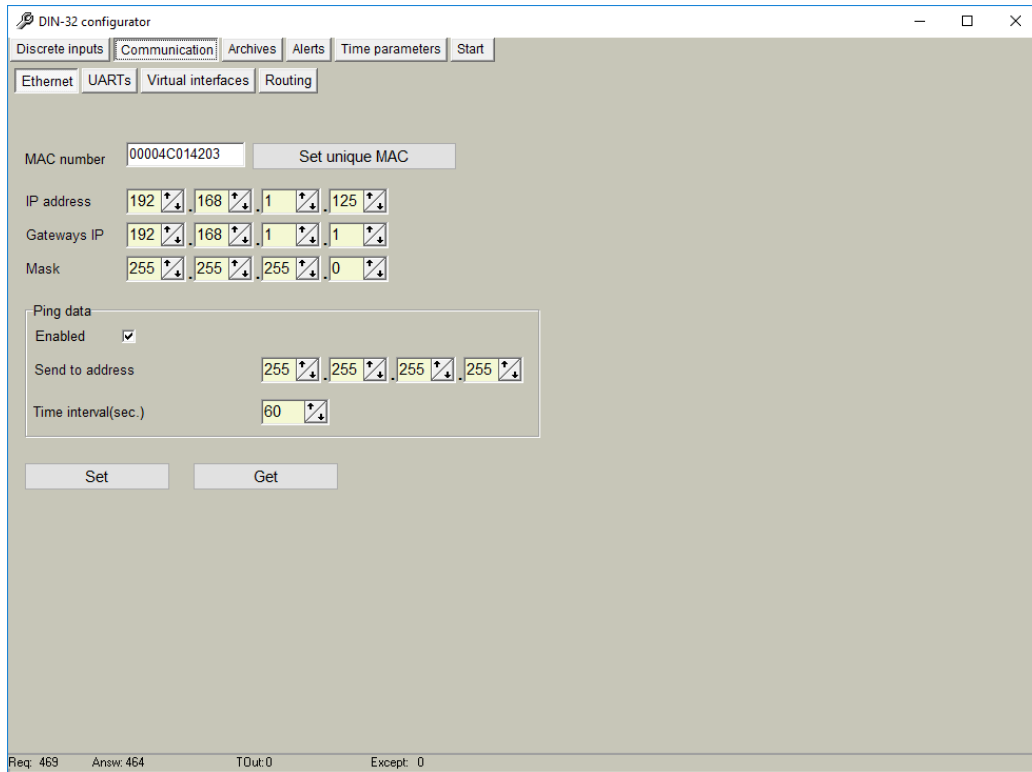 DIN-32 configurator
Discrete inputs Communication Archives Alerts Time parameters Start
Ethernet UARTs Virtual interfaces Routing
MAC number 00004C014203 Set unique MAC
IP address 192 . 168 . 1 . 125
Gateways IP 192 . 168 . 1 . 1
Mask 255 . 255 . 255 . 0
Ping data
Enabled
Send to address 255 . 255 . 255 . 255
Time interval(sec.) 60
Set Get
Req: 469 Answ: 464 TOut: 0 Except: 0